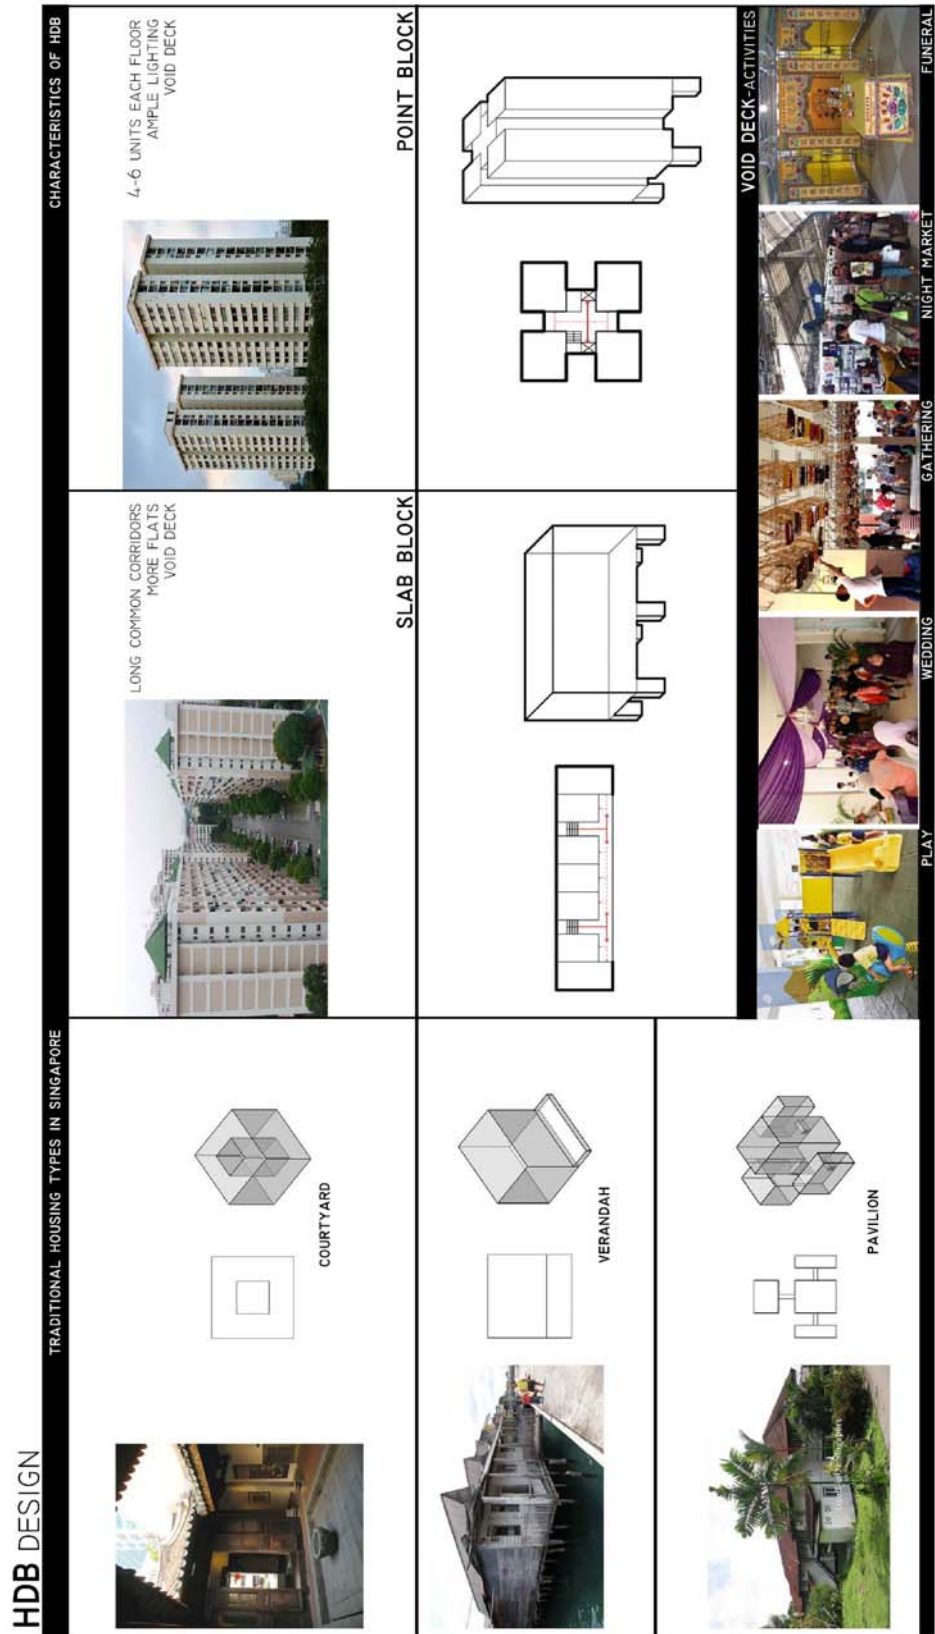 HDB DESIGN
TRADITIONAL HOUSING TYPES IN SINGAPORE
CHARACTERISTICS OF HDB
COURTYARD
VERANDAH
PAVILION
LONG COMMON CORRIDORS
MORE FLATS
VOID DECK
SLAB BLOCK
4-6 UNITS EACH FLOOR
AMPLE LIGHTING
VOID DECK
POINT BLOCK
VOID DECK-ACTIVITIES
PLAY
WEDDING
GATHERING
NIGHT MARKET
FUNERAL